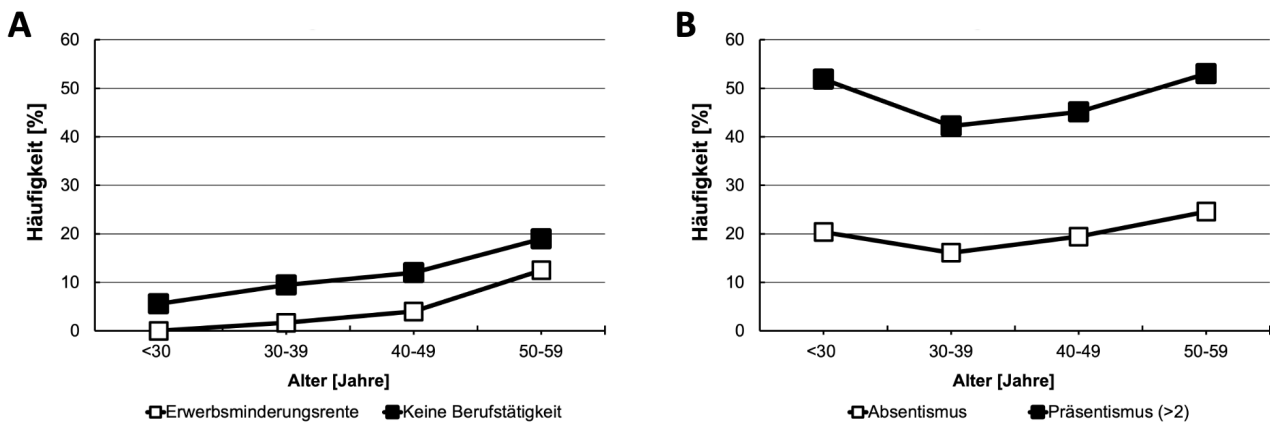 A
60
50
40
30
20
10
0
Häufigkeit [%]
<30 30-39 40-49 50-59
Alter [Jahre]
Erwerbsminderungsrente Keine Berufstätigkeit
B
60
50
40
30
20
10
0
Häufigkeit [%]
<30 30-39 40-49 50-59
Alter [Jahre]
Absentismus Präsentismus (>2)